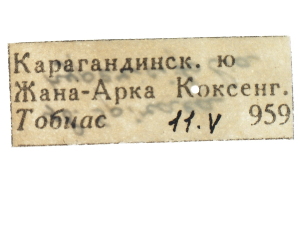 Карагандинск. ю
Жана-Арка Коксенг.
Тобиас 11.V 959